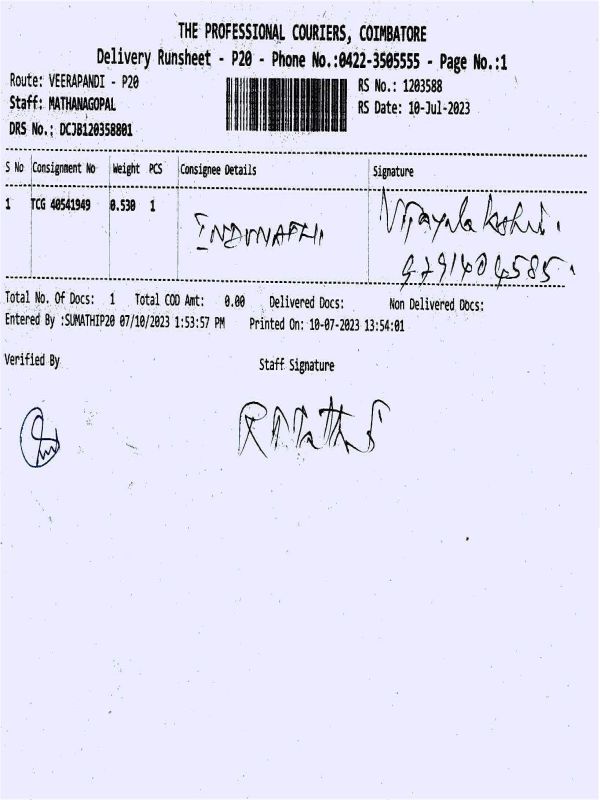 THE PROFESSIONAL COURIERS, COIMBATORE
Delivery Runsheet - P20 - Phone No.:0422-3505555 - Page No.:1
Route: VEERAPANDI - P20 RS No.: 1203588
Staff: MATHANAGOPAL RS Date: 10-Jul-2023
DRS No.: DCJB120358801
S No Consignment No Weight PCS Consignee Details Signature
1 TCG 40541949 0.530 1 Vijayalakshmi.
9791404585.
Total No. Of Docs: 1 Total COD Amt: 0.00 Delivered Docs: Non Delivered Docs:
Entered By :SUMATHIP20 07/10/2023 1:53:57 PM Printed On: 10-07-2023 13:54:01
Verified By Staff Signature